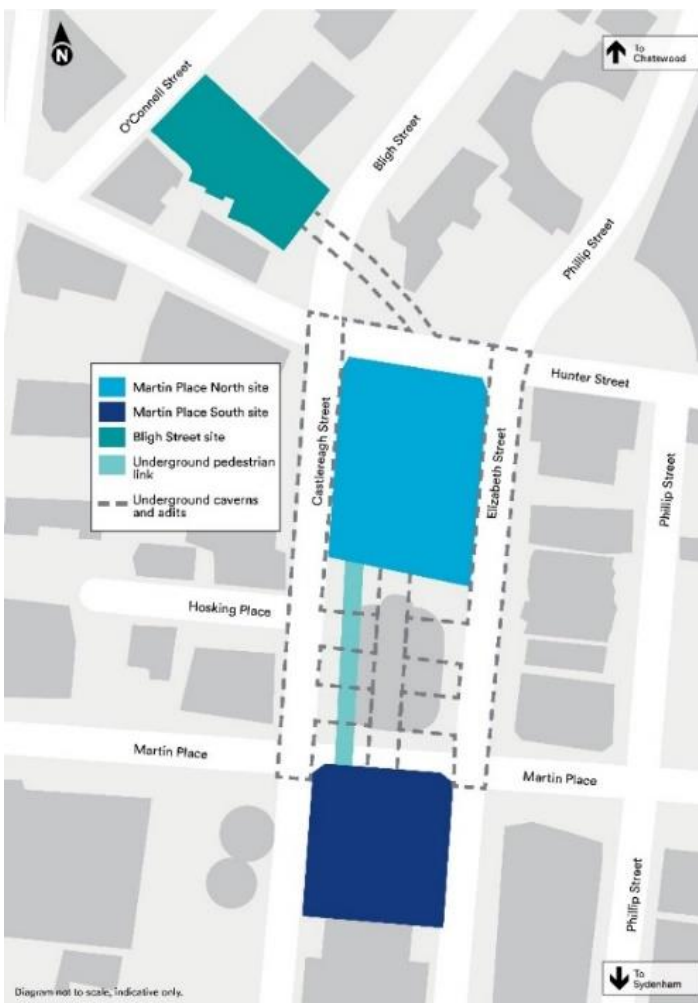 N
To
Chatswood
O'Connell Street
Bligh Street
Phillip Street
Hunter Street
Martin Place North site
Martin Place South site
Bligh Street site
Underground pedestrian
link
Underground caverns
and adits
Castlereagh Street
Elizabeth Street
Phillip Street
Hosking Place
Martin Place
Martin Place
Phillip Street
Diagram not to scale, indicative only.
To
Sydenham